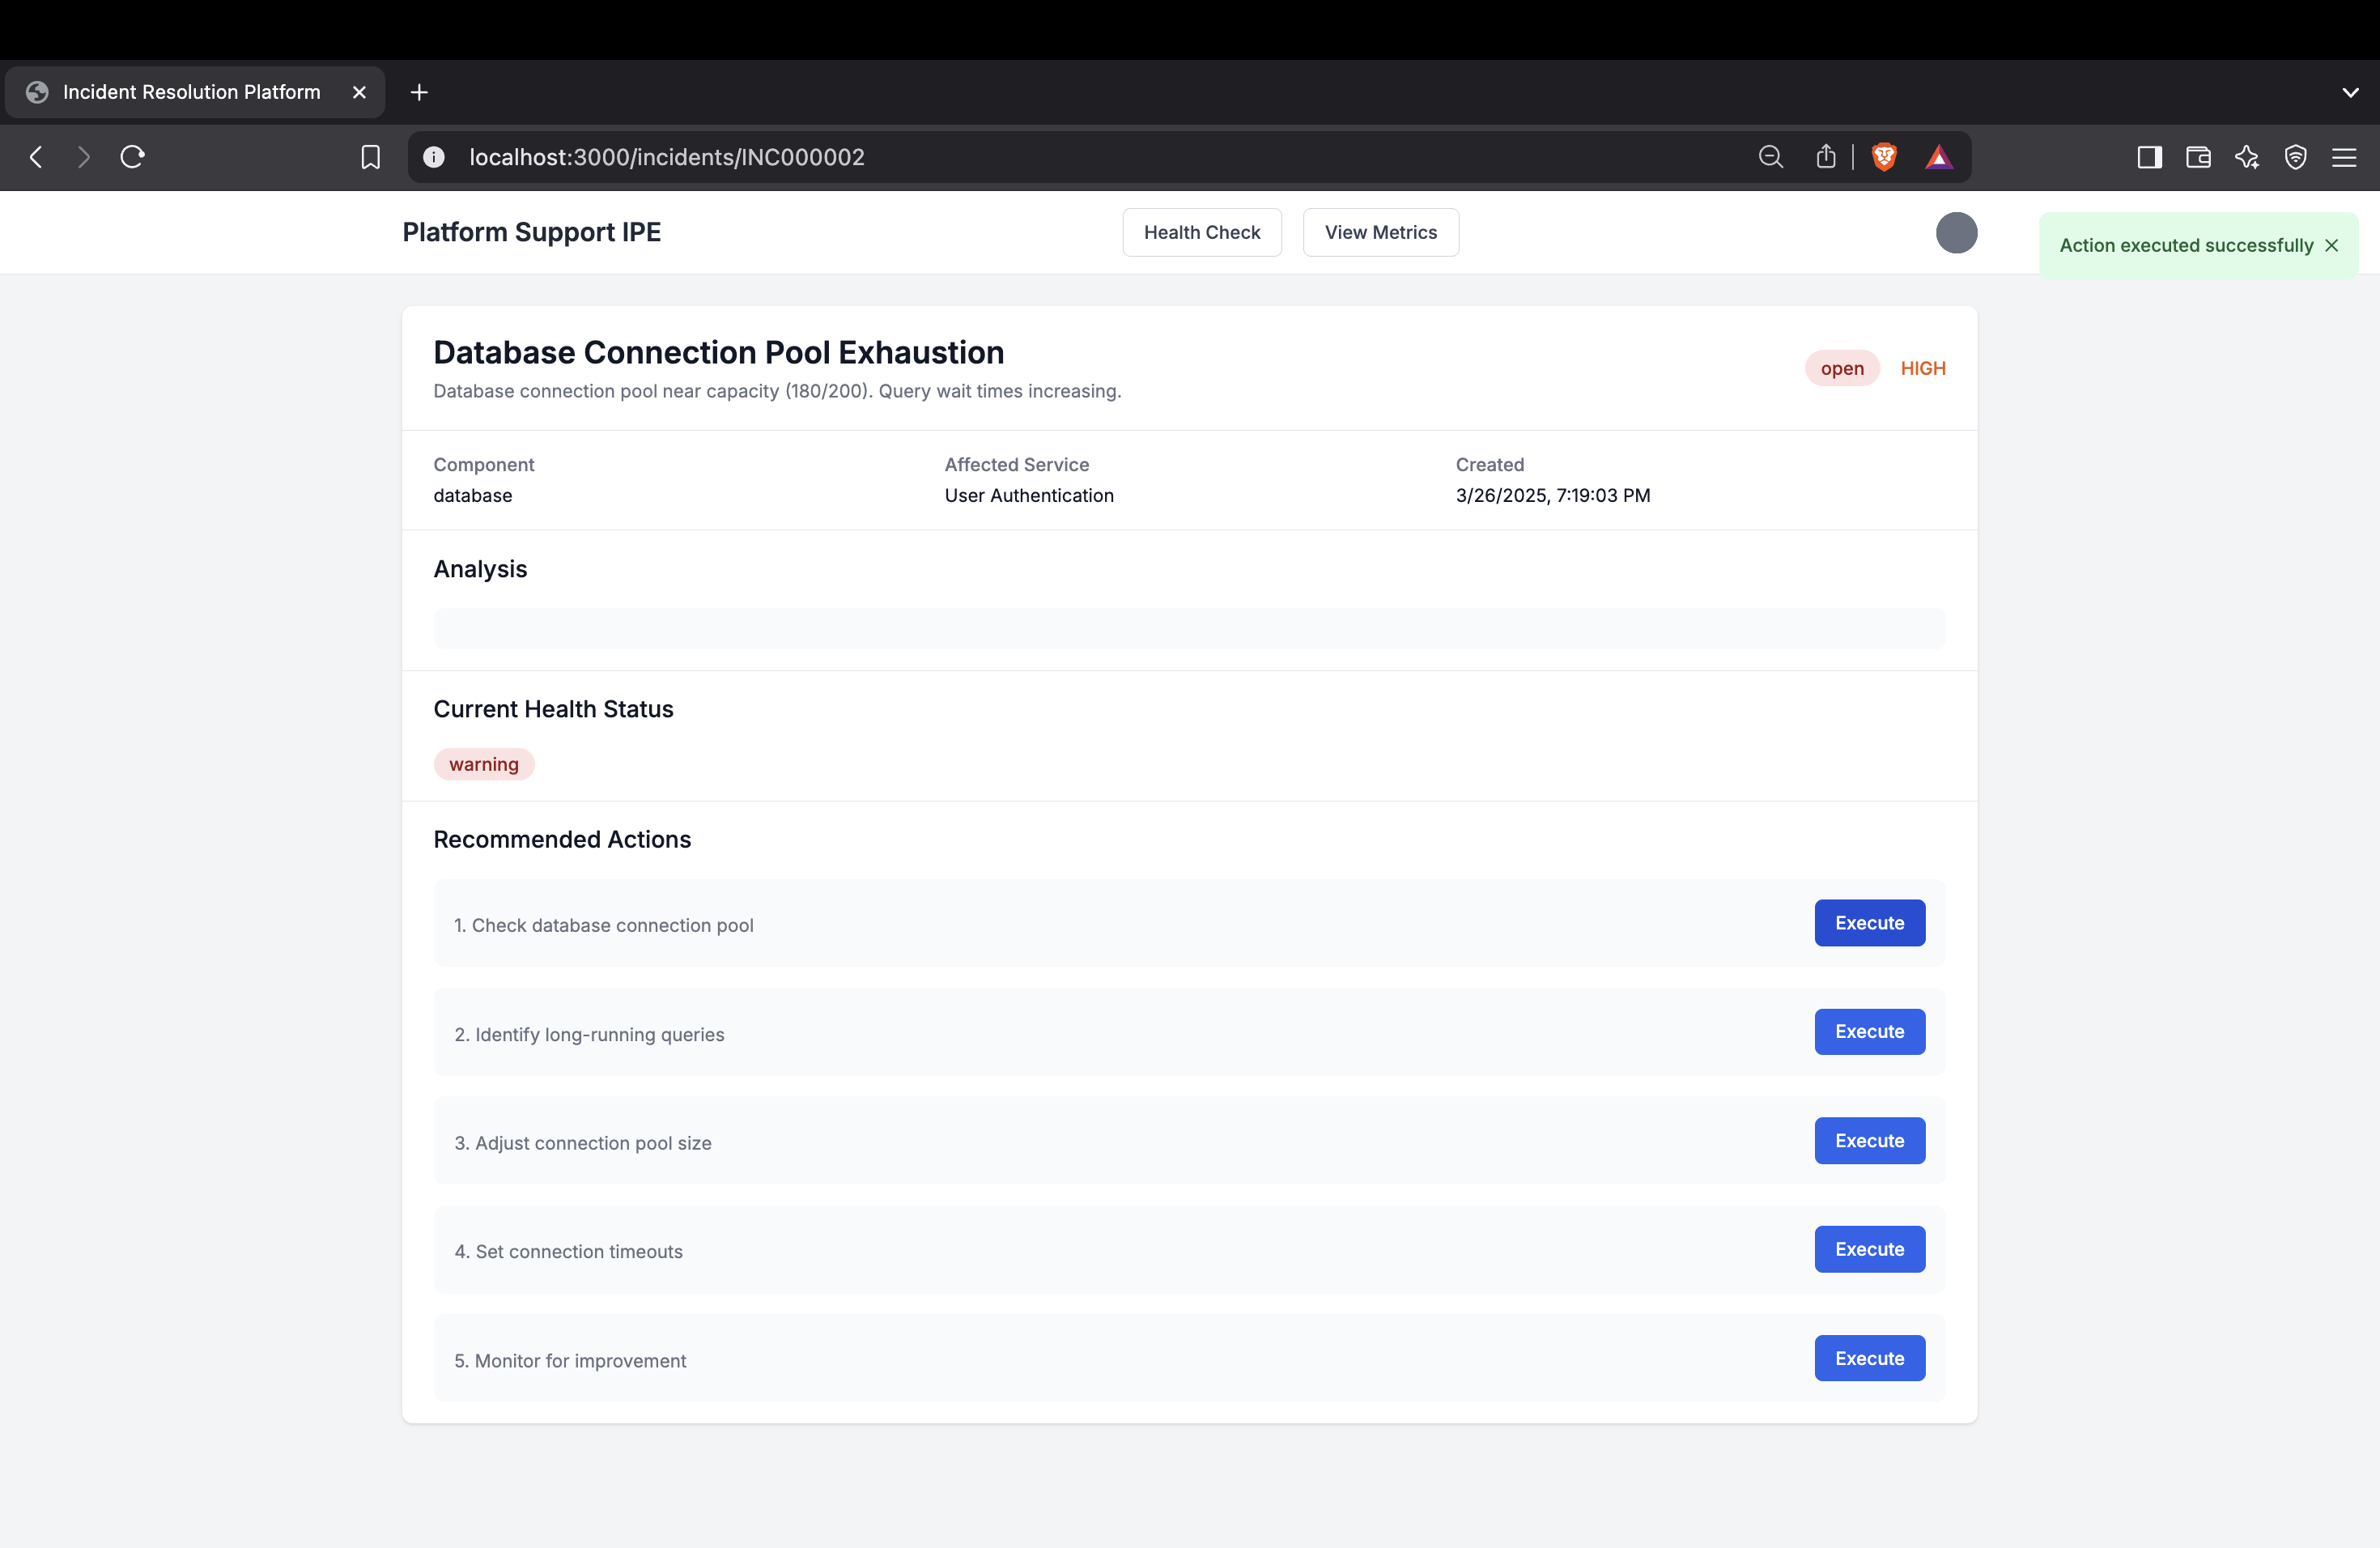 Incident Resolution Platform
localhost:3000/incidents/INC000002
Platform Support IPE
Health Check
View Metrics
Action executed successfully
Database Connection Pool Exhaustion
Database connection pool near capacity (180/200). Query wait times increasing.
open
HIGH
Component
database
Affected Service
User Authentication
Created
3/26/2025, 7:19:03 PM
Analysis
Current Health Status
warning
Recommended Actions
1. Check database connection pool
Execute
2. Identify long-running queries
Execute
3. Adjust connection pool size
Execute
4. Set connection timeouts
Execute
5. Monitor for improvement
Execute